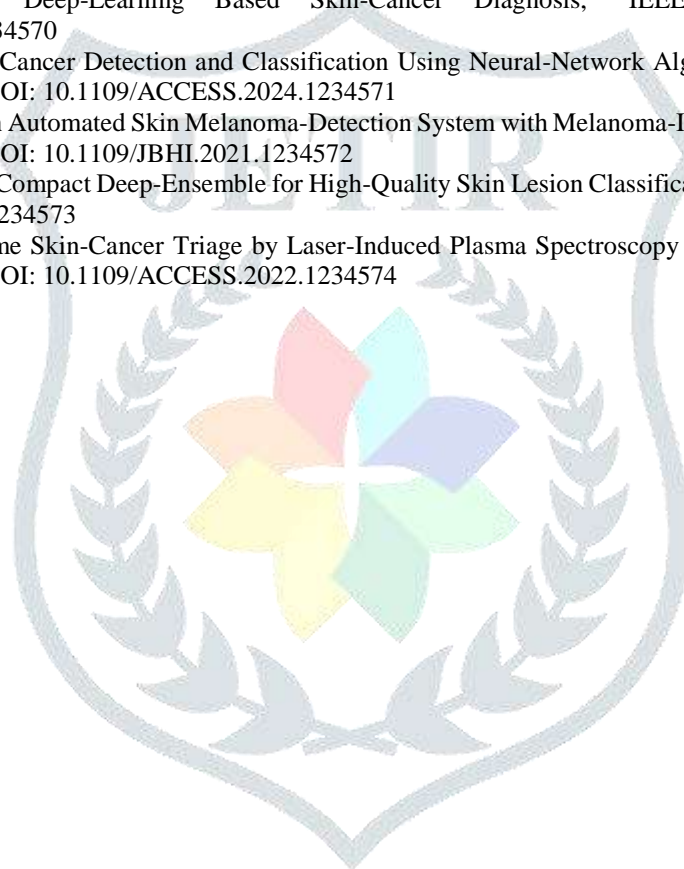 Deep-Learning Based Skin-Cancer Diagnosis," IEEE
34570
Cancer Detection and Classification Using Neural-Network Alg
OI: 10.1109/ACCESS.2024.1234571
n Automated Skin Melanoma-Detection System with Melanoma-I
OI: 10.1109/JBHI.2021.1234572
Compact Deep-Ensemble for High-Quality Skin Lesion Classifica
1234573
me Skin-Cancer Triage by Laser-Induced Plasma Spectroscopy
OI: 10.1109/ACCESS.2022.1234574
JETIR